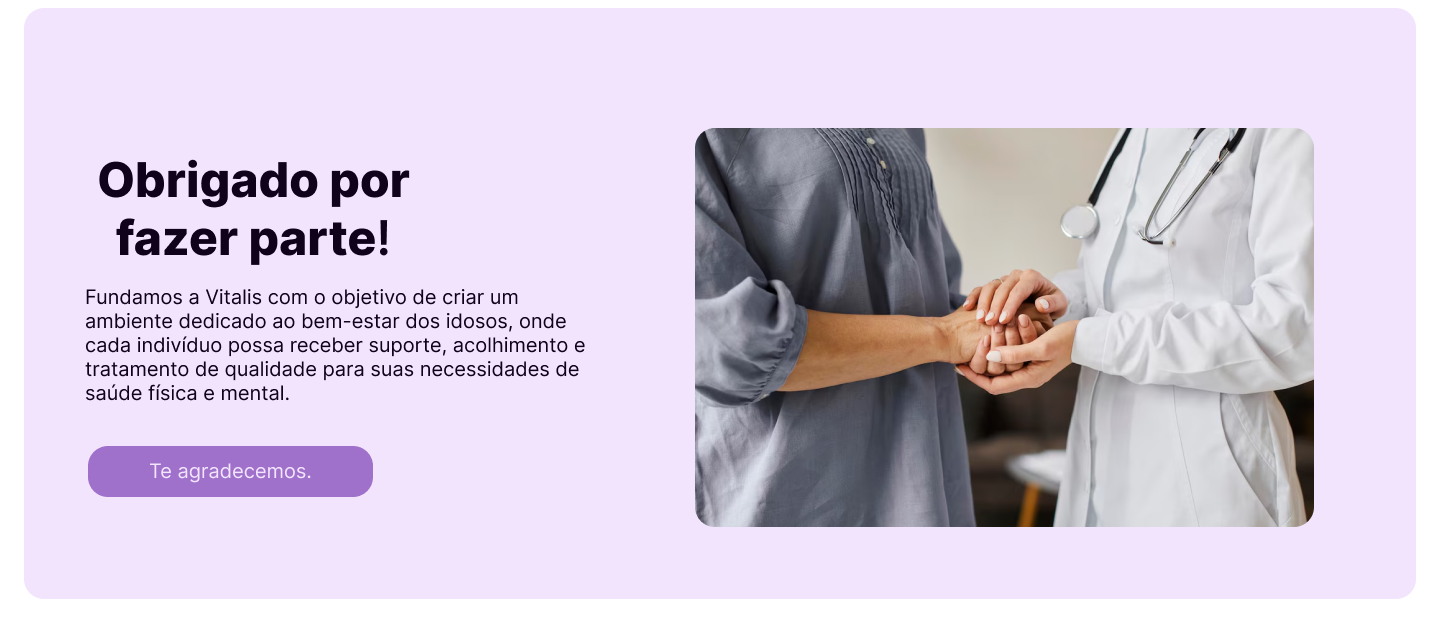 Obrigado por
fazer parte!
Fundamos a Vitalis com o objetivo de criar um
ambiente dedicado ao bem-estar dos idosos, onde
cada indivíduo possa receber suporte, acolhimento e
tratamento de qualidade para suas necessidades de
saúde física e mental.
Te agradecemos.